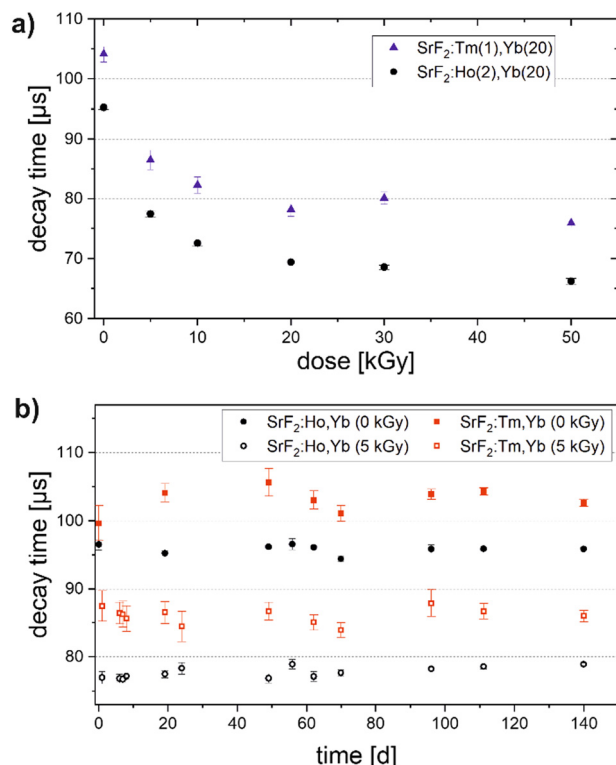 a)
110
100
90
80
70
60
decay time [µs]
SrF₂:Tm(1),Yb(20)
SrF₂:Ho(2),Yb(20)
0 10 20 30 40 50
dose [kGy]
b)
SrF₂:Ho,Yb (0 kGy) SrF₂:Tm,Yb (0 kGy)
SrF₂:Ho,Yb (5 kGy) SrF₂:Tm,Yb (5 kGy)
110
100
90
80
decay time [µs]
0 20 40 60 80 100 120 140
time [d]